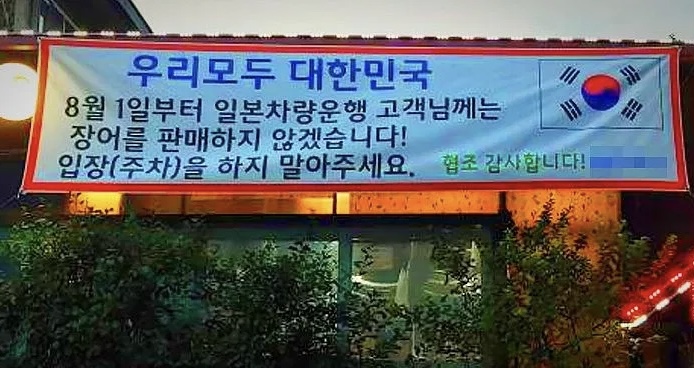 우리모두 대한민국
8월 1일부터 일본차량운행 고객님께는
장어를 판매하지 않겠습니다!
입장(주차)을 하지 말아주세요. 협조 감사합니다!